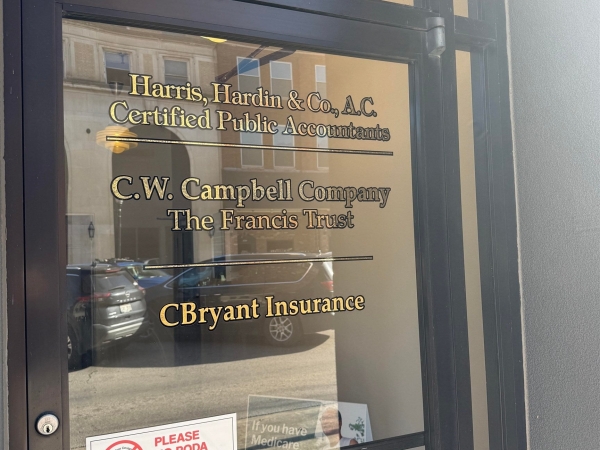 Harris, Hardin & Co., A.C.
Certified Public Accountants
C.W. Campbell Company
The Francis Trust
CBryant Insurance
If you have
Medicare
PLEASE